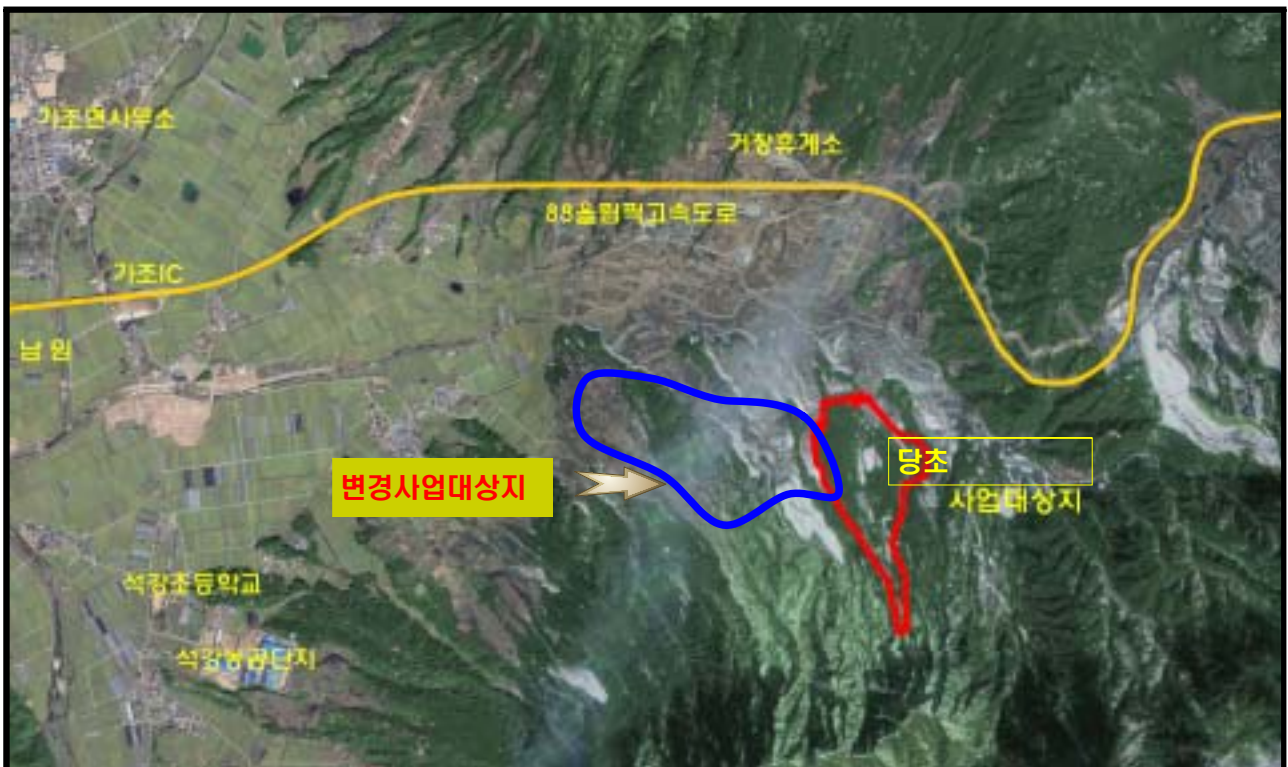 가조면사무소
거창휴게소
88올림픽고속도로
가조IC
남 원
당초
변경사업대상지
사업대상지
석강초등학교
석강농공단지